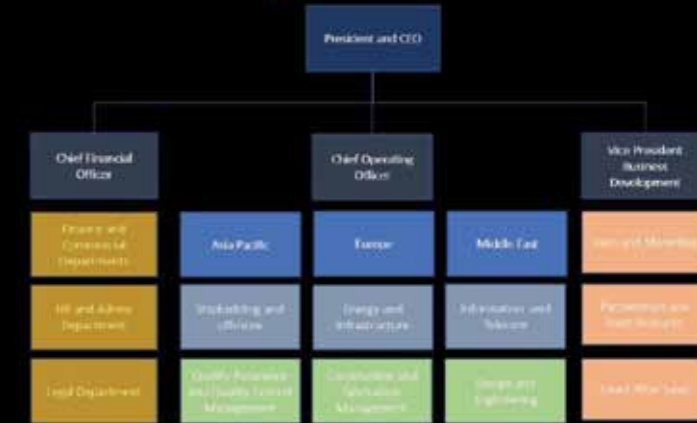 President and CEO
Chief Financial
Officer
Chief Operating
Officer
Vice President
Business
Development
Finance and
Commercial
Departments
Asia Pacific
Europe
Middle East
Sales and Marketing
HR and Admin
Department
Shipbuilding and
offshore
Energy and
Infrastructure
Information and
Telecom
Legal Department
Quality Assurance
and Quality Control
Management
Construction and
Fabrication
Management
Design and
Engineering